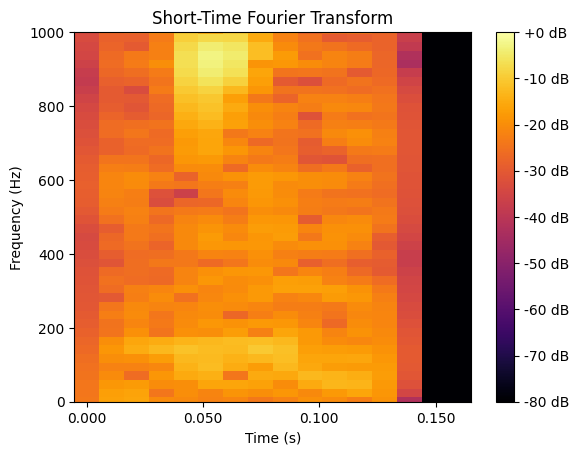 Short-Time Fourier Transform
1000
800
600
400
200
0
Frequency (Hz)
0.000
0.050
0.100
0.150
Time (s)
+0 dB
-10 dB
-20 dB
-30 dB
-40 dB
-50 dB
-60 dB
-70 dB
-80 dB